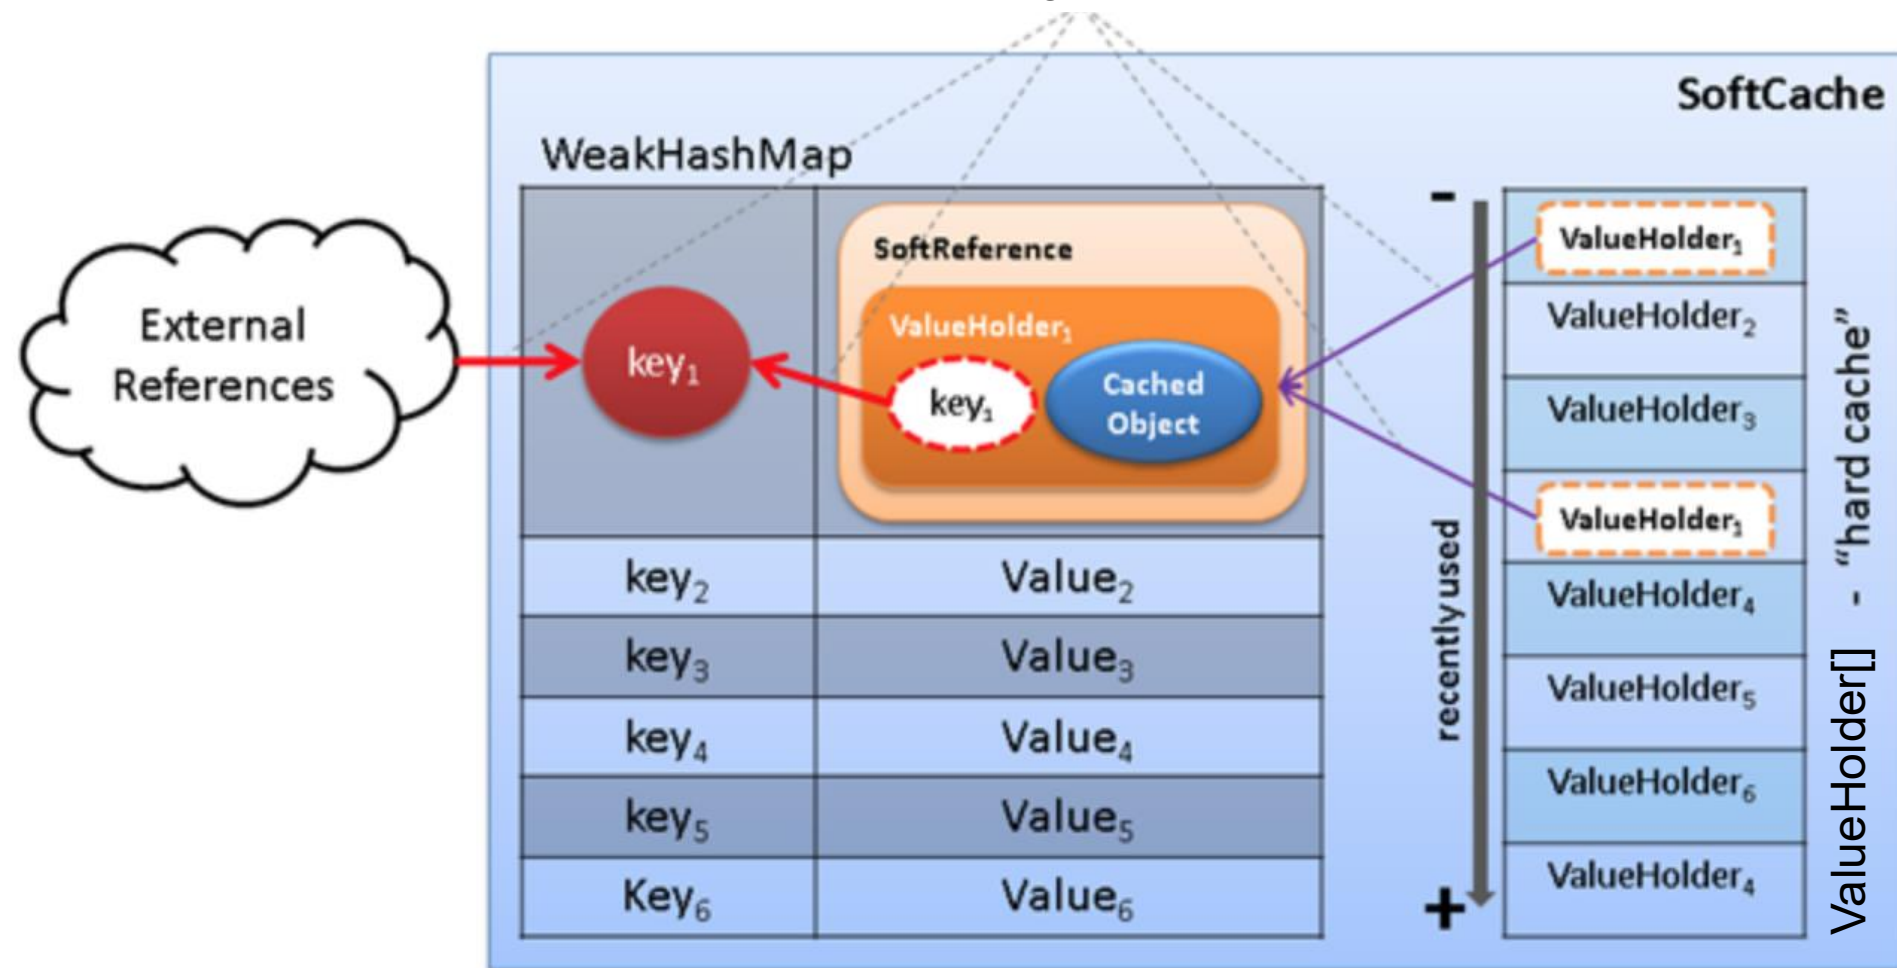 SoftCache
WeakHashMap
External
References
key₁
SoftReference
ValueHolder₁
key₁
Cached
Object
key₂ Value₂
key₃ Value₃
key₄ Value₄
key₅ Value₅
Key₆ Value₆
-
recently used
+
ValueHolder₁
ValueHolder₂
ValueHolder₃
ValueHolder₁
ValueHolder₄
ValueHolder₅
ValueHolder₆
ValueHolder₄
ValueHolder[] - “hard cache”